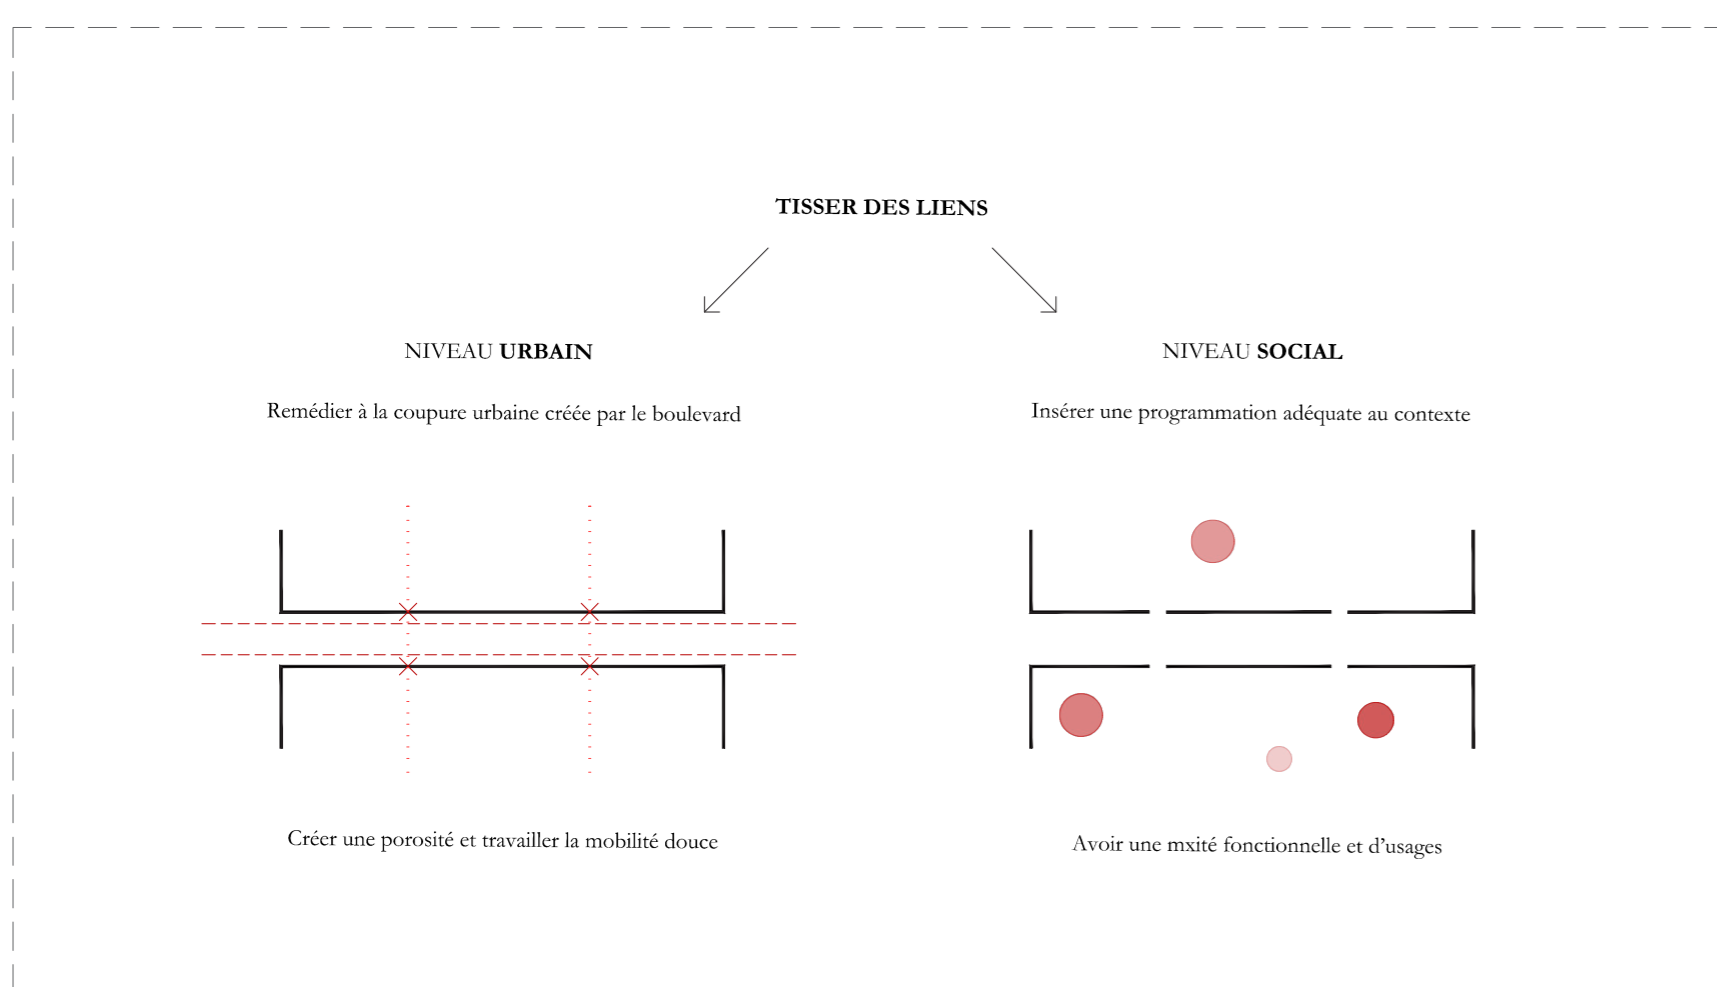 TISSER DES LIENS
NIVEAU URBAIN
Remédier à la coupure urbaine créée par le boulevard
Créer une porosité et travailler la mobilité douce
NIVEAU SOCIAL
Insérer une programmation adéquate au contexte
Avoir une mxité fonctionnelle et d'usages